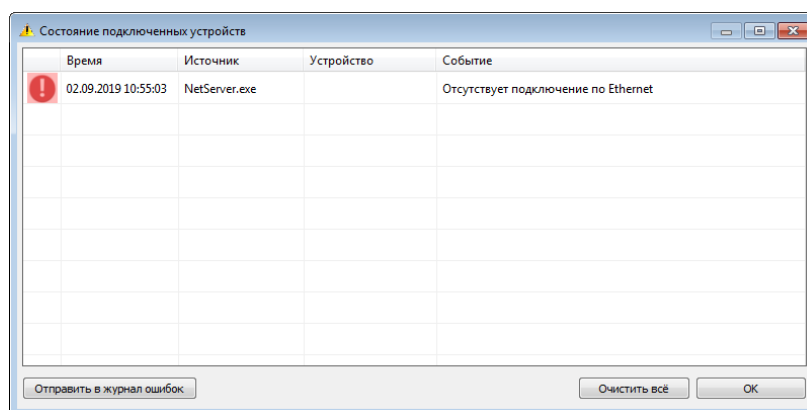 Состояние подключенных устройств
Время Источник Устройство Событие
02.09.2019 10:55:03 NetServer.exe Отсутствует подключение по Ethernet
Отправить в журнал ошибок Очистить всё OK